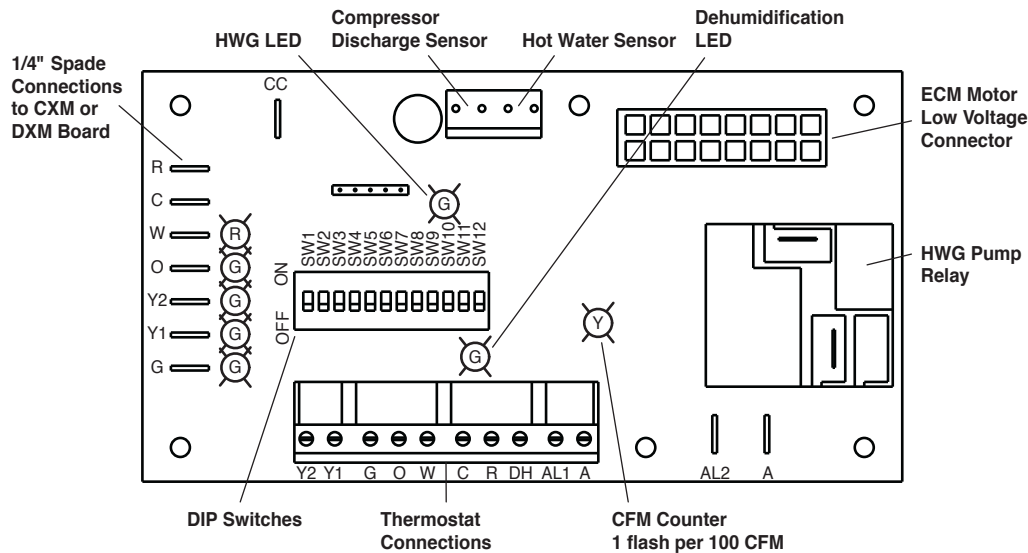 Compressor
Discharge Sensor
Dehumidification
LED
HWG LED
Hot Water Sensor
1/4" Spade
Connections
to CXM or
DXM Board
CC
ECM Motor
Low Voltage
Connector
R
C
W
R
O
G
Y2
G
Y1
G
G
G
G
SW1
SW2
SW3
SW4
SW5
SW6
SW7
SW8
SW9
SW10
SW11
SW12
ON
OFF
HWG Pump
Relay
Y
G
Y2 Y1 G O W C R DH AL1 A
AL2 A
DIP Switches
Thermostat
Connections
CFM Counter
1 flash per 100 CFM